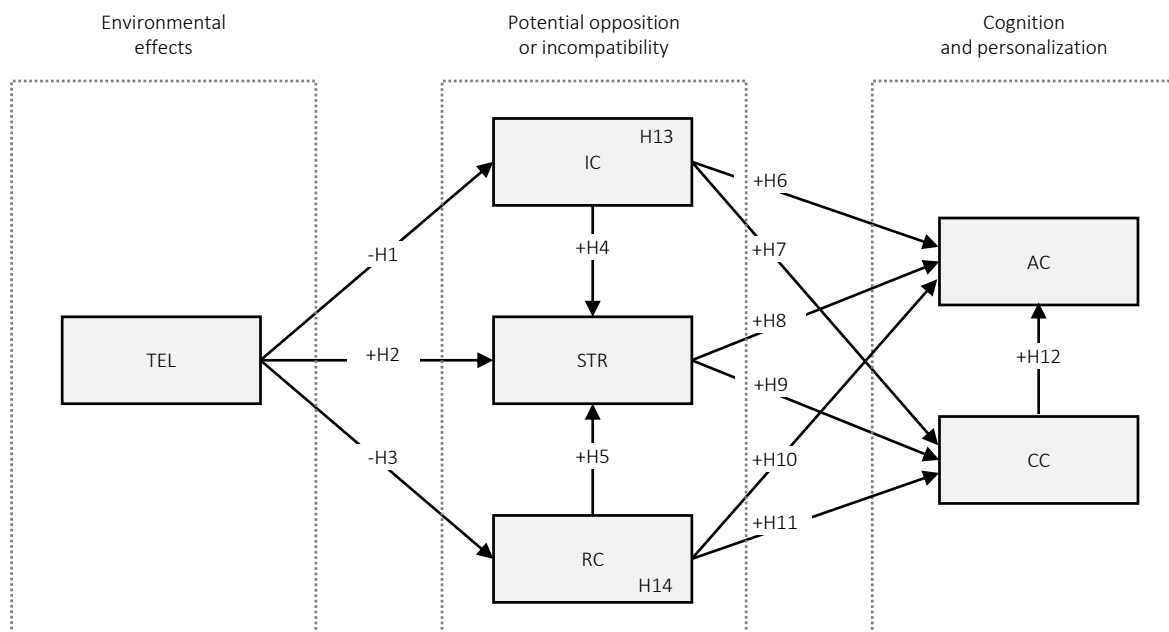 Environmental
effects
Potential opposition
or incompatibility
Cognition
and personalization
H13
IC
+H6
-H1
+H4
+H7
AC
TEL
+H2
STR
+H8
+H12
+H9
-H3
+H5
+H10
CC
+H11
RC
H14